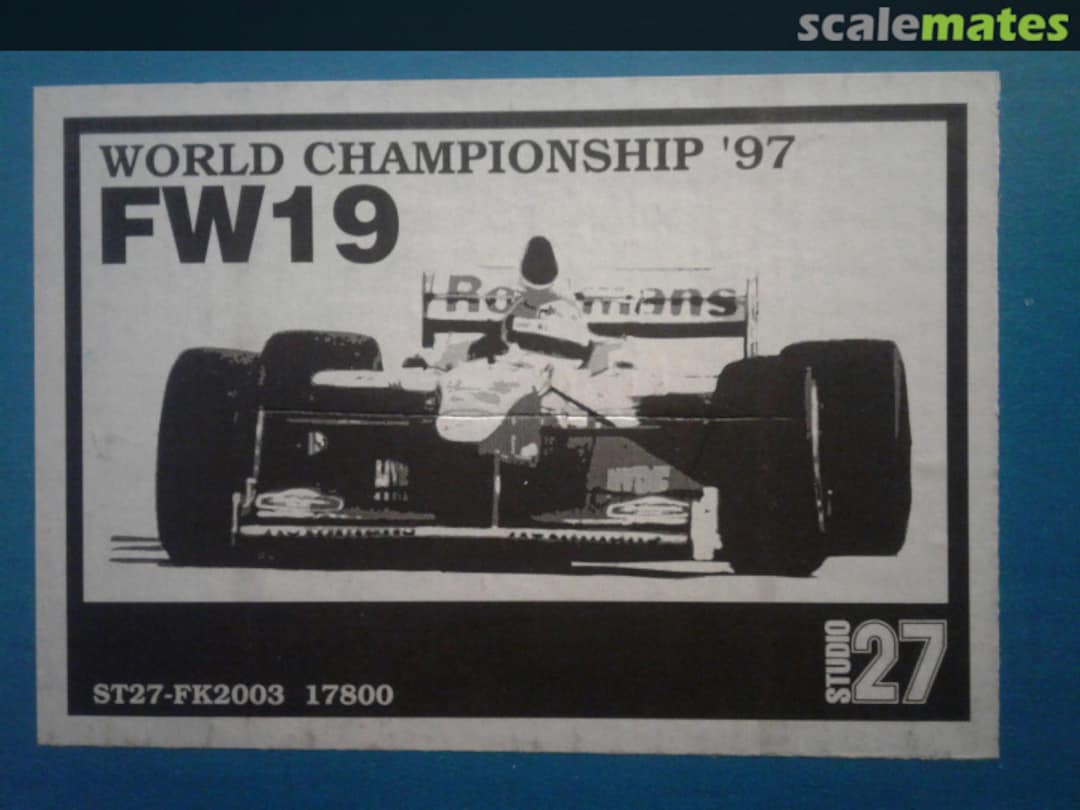 scalemates
WORLD CHAMPIONSHIP '97
FW19
Rothmans
ST27-FK2003 17800
STUDIO
27